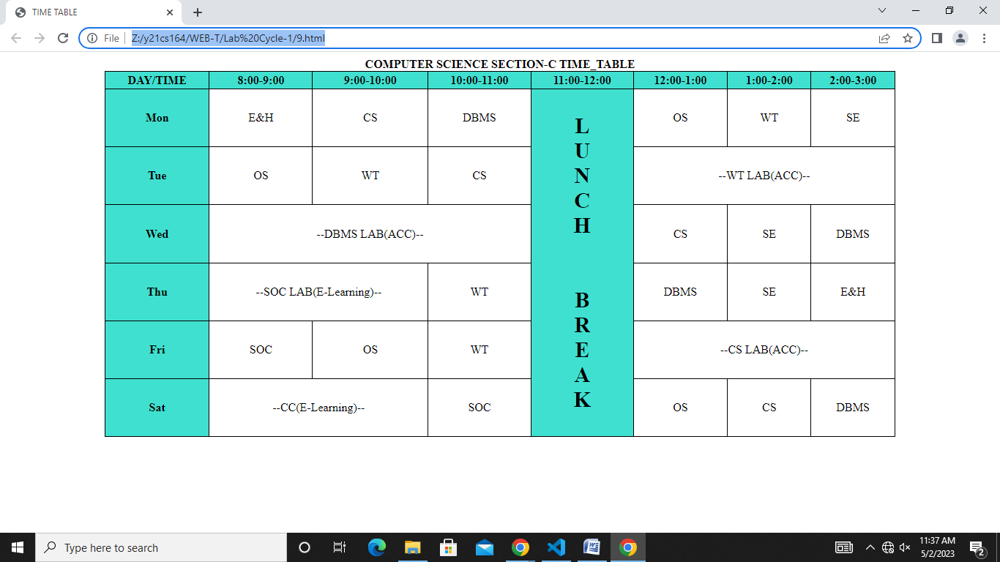 TIME TABLE
File
Z:/y21cs164/WEB-T/Lab%20Cycle-1/9.html
COMPUTER SCIENCE SECTION-C TIME_TABLE
DAY/TIME 8:00-9:00 9:00-10:00 10:00-11:00 11:00-12:00 12:00-1:00 1:00-2:00 2:00-3:00
Mon E&H CS DBMS OS WT SE
Tue OS WT CS --WT LAB(ACC)--
Wed --DBMS LAB(ACC)-- CS SE DBMS
Thu --SOC LAB(E-Learning)-- WT DBMS SE E&H
Fri SOC OS WT --CS LAB(ACC)--
Sat --CC(E-Learning)-- SOC OS CS DBMS
L
U
N
C
H
B
R
E
A
K
Type here to search
11:37 AM
5/2/2023
2